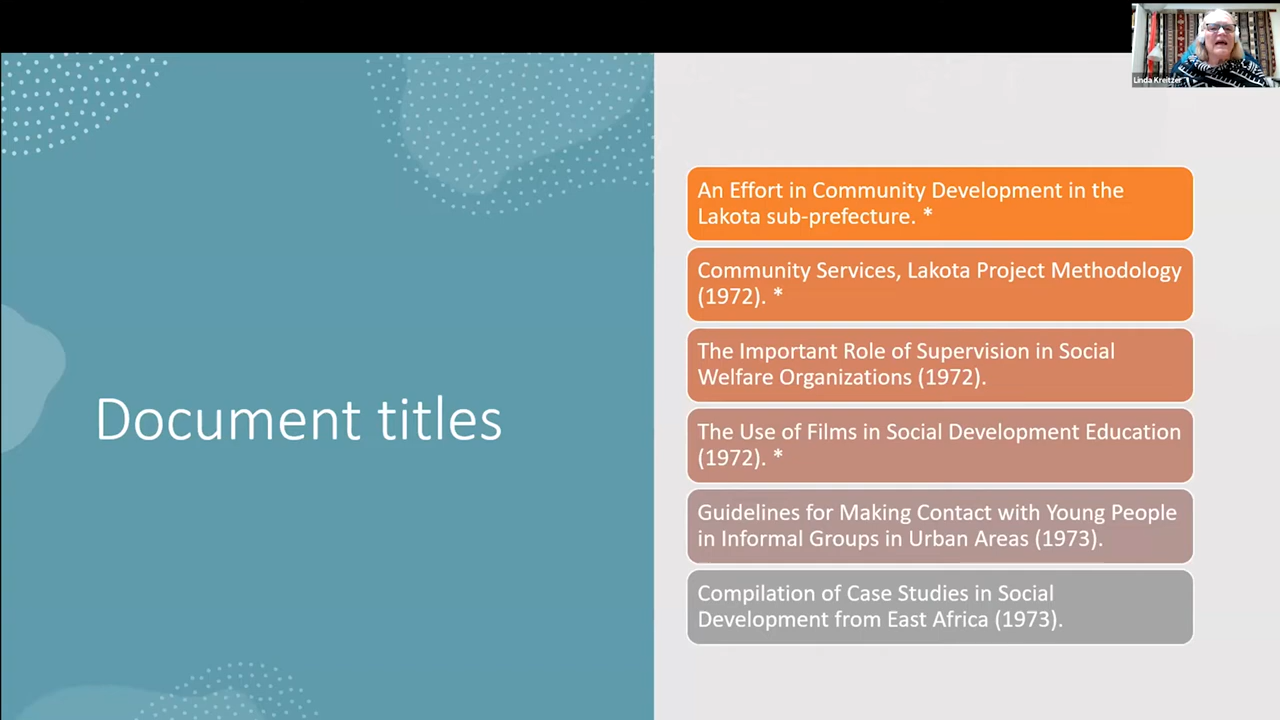 Linda Kreitzer
Document titles
An Effort in Community Development in the
Lakota sub-prefecture. *
Community Services, Lakota Project Methodology
(1972). *
The Important Role of Supervision in Social
Welfare Organizations (1972).
The Use of Films in Social Development Education
(1972). *
Guidelines for Making Contact with Young People
in Informal Groups in Urban Areas (1973).
Compilation of Case Studies in Social
Development from East Africa (1973).